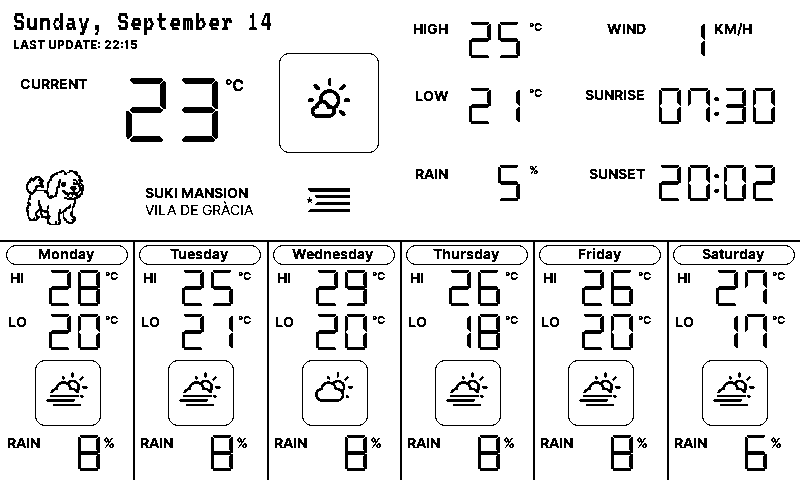 Sunday, September 14
LAST UPDATE: 22:15
CURRENT 23 °C
HIGH 25 °C
LOW 21 °C
RAIN 5 %
WIND 1 KM/H
SUNRISE 07:30
SUNSET 20:02
SUKI MANSION
VILA DE GRÀCIA
Monday
HI 28 °C
LO 20 °C
RAIN 8 %
Tuesday
HI 25 °C
LO 21 °C
RAIN 8 %
Wednesday
HI 29 °C
LO 20 °C
RAIN 8 %
Thursday
HI 26 °C
LO 18 °C
RAIN 8 %
Friday
HI 26 °C
LO 20 °C
RAIN 8 %
Saturday
HI 27 °C
LO 17 °C
RAIN 6 %